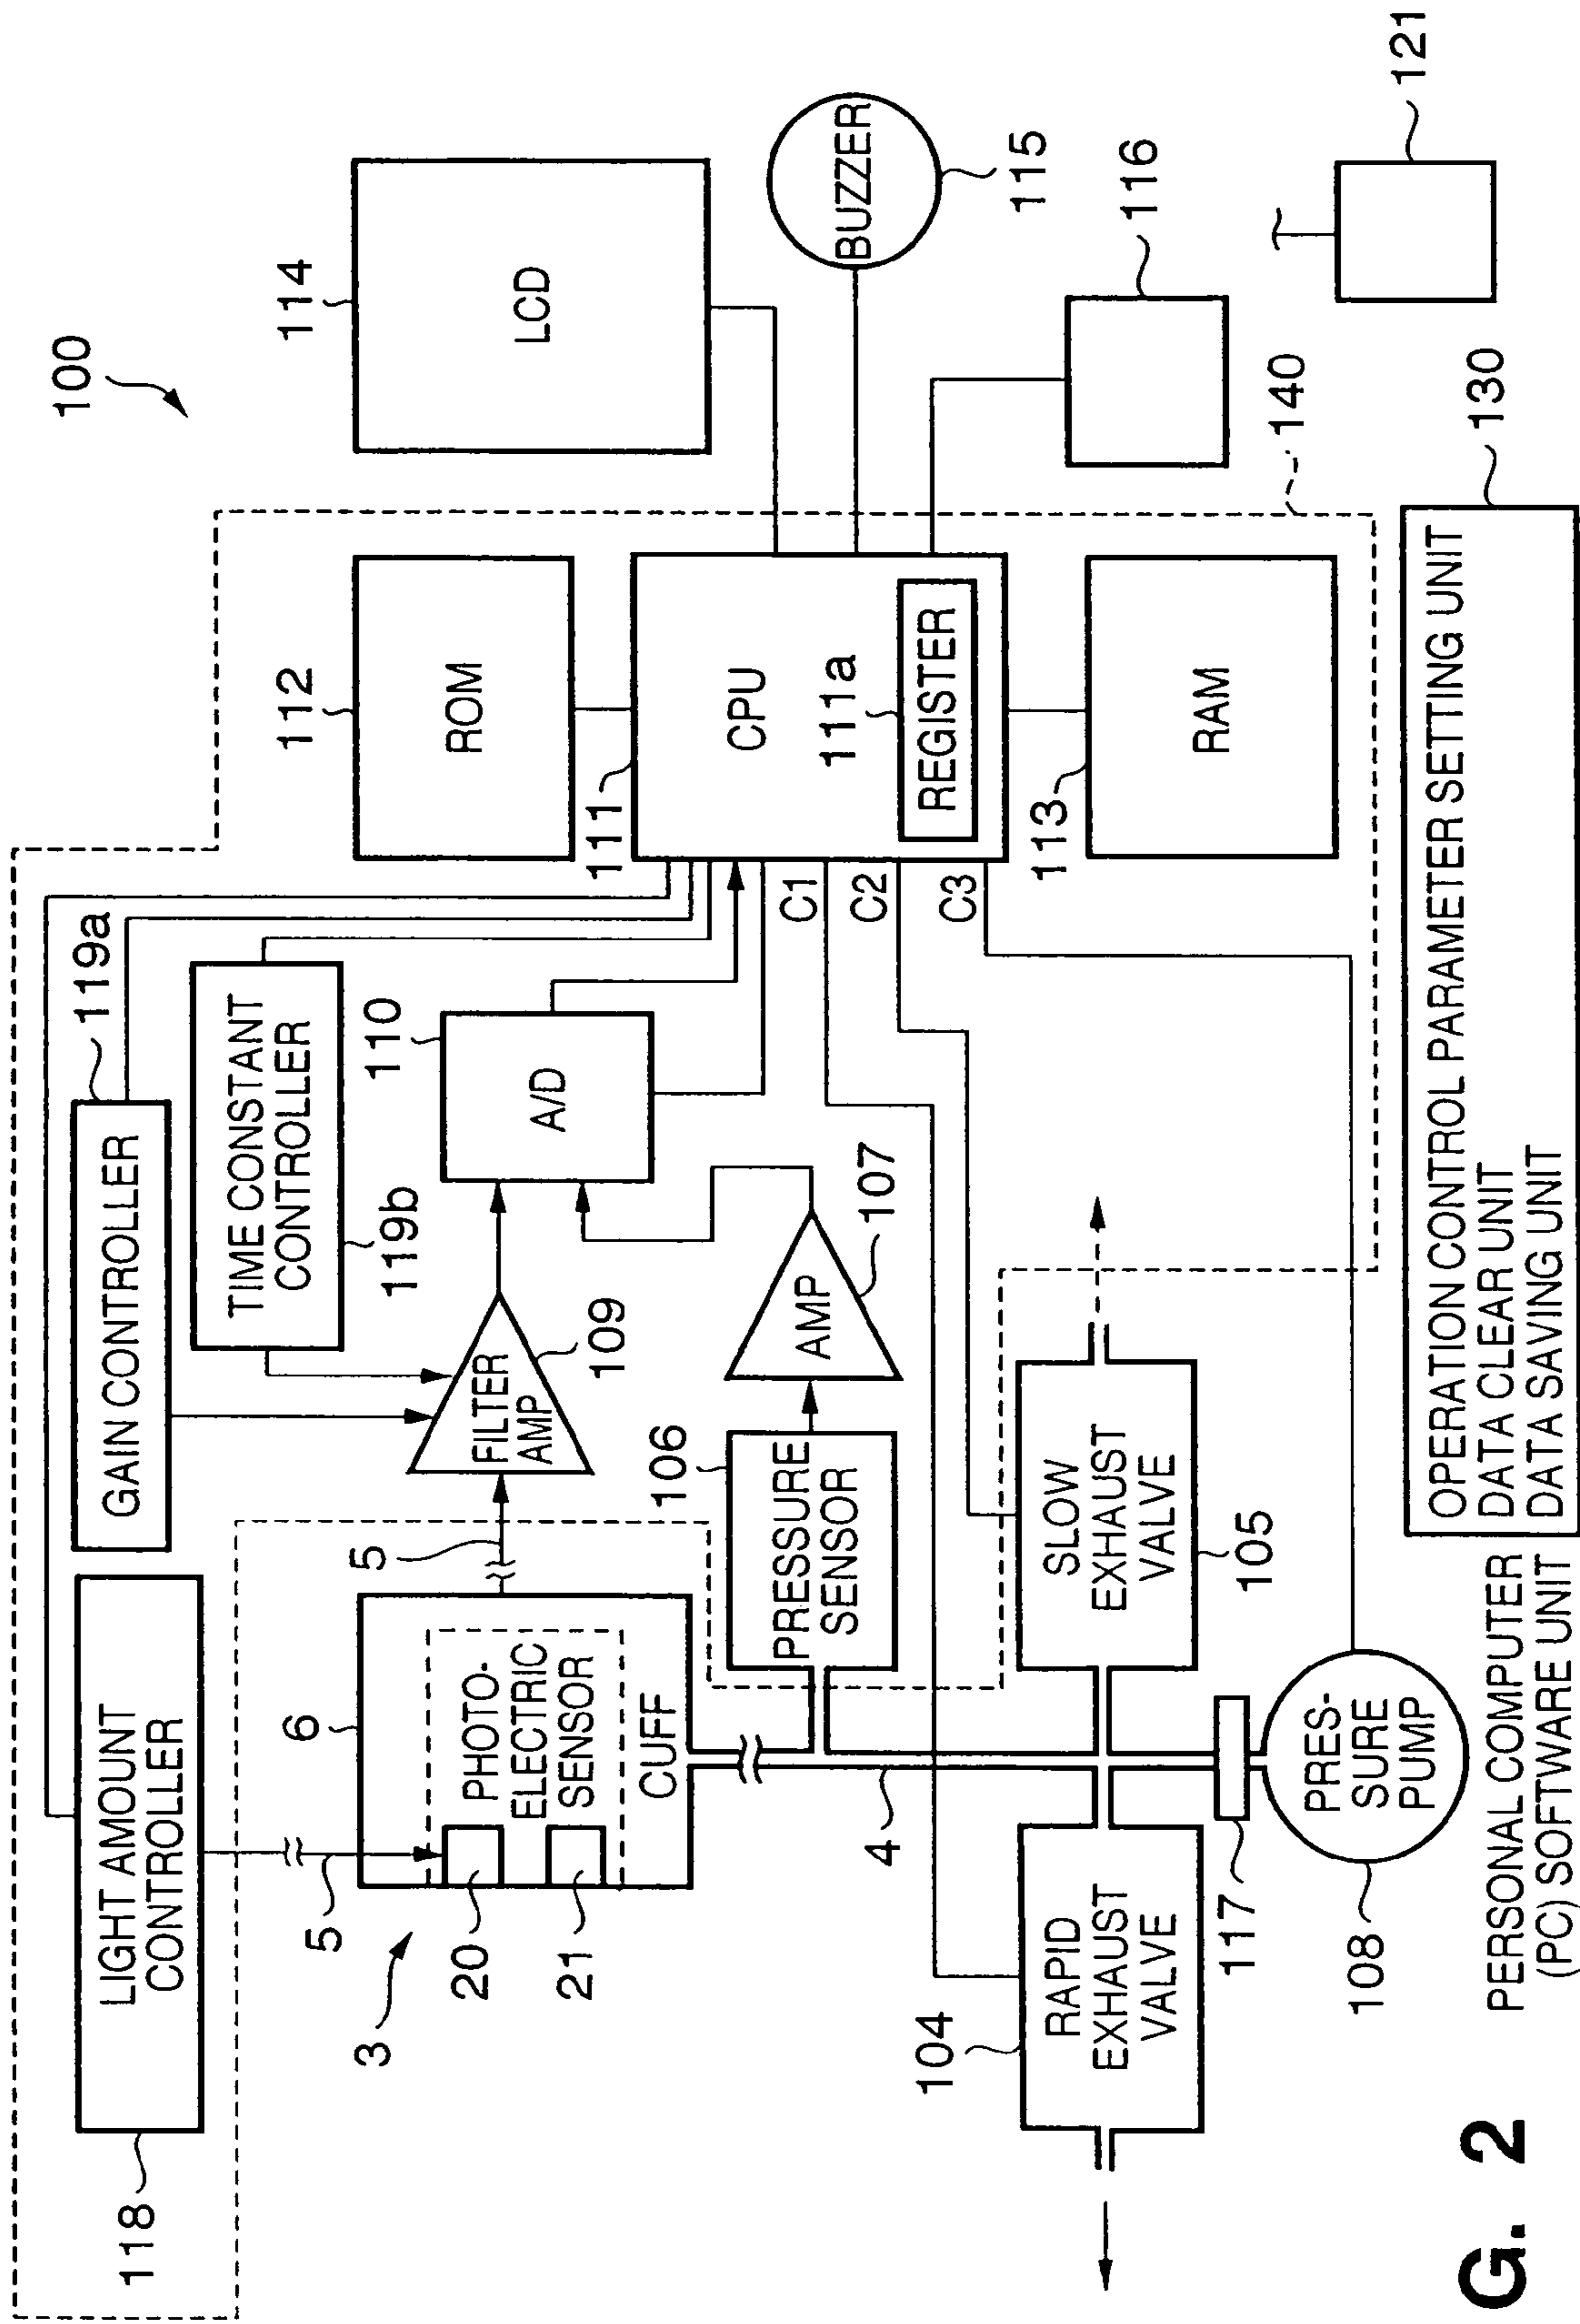 100
118
LIGHT AMOUNT
CONTROLLER
GAIN CONTROLLER
119a
TIME CONSTANT
CONTROLLER
119b
112
ROM
114
LCD
5
6
3
20
21
PHOTO-
ELECTRIC
SENSOR
CUFF
5
FILTER
AMP
109
110
A/D
111
CPU
111a
REGISTER
C1
C2
C3
BUZZER
115
106
PRESSURE
SENSOR
AMP
107
113
RAM
116
121
140
4
104
RAPID
EXHAUST
VALVE
SLOW
EXHAUST
VALVE
105
117
108
PRES-
SURE
PUMP
130
OPERATION CONTROL PARAMETER SETTING UNIT
DATA CLEAR UNIT
DATA SAVING UNIT
PERSONAL COMPUTER
(PC) SOFTWARE UNIT
G. 2